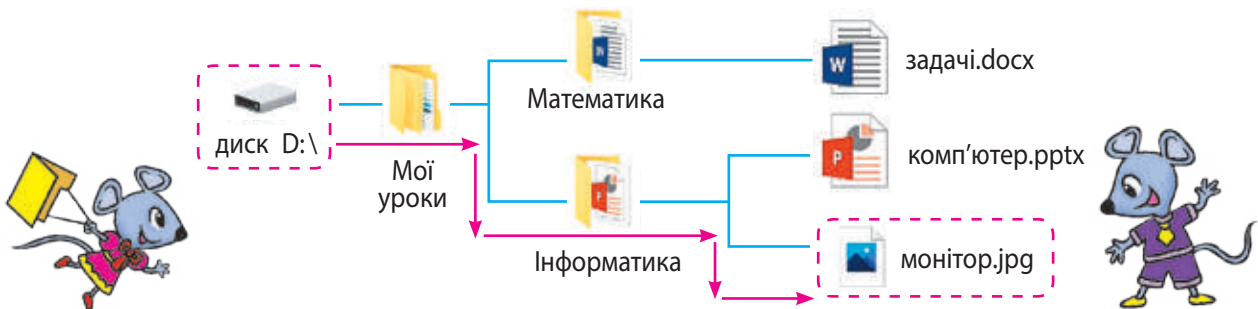 диск D:\
Мої
уроки
Математика
Інформатика
W
задачі.docx
P
комп’ютер.pptx
монітор.jpg